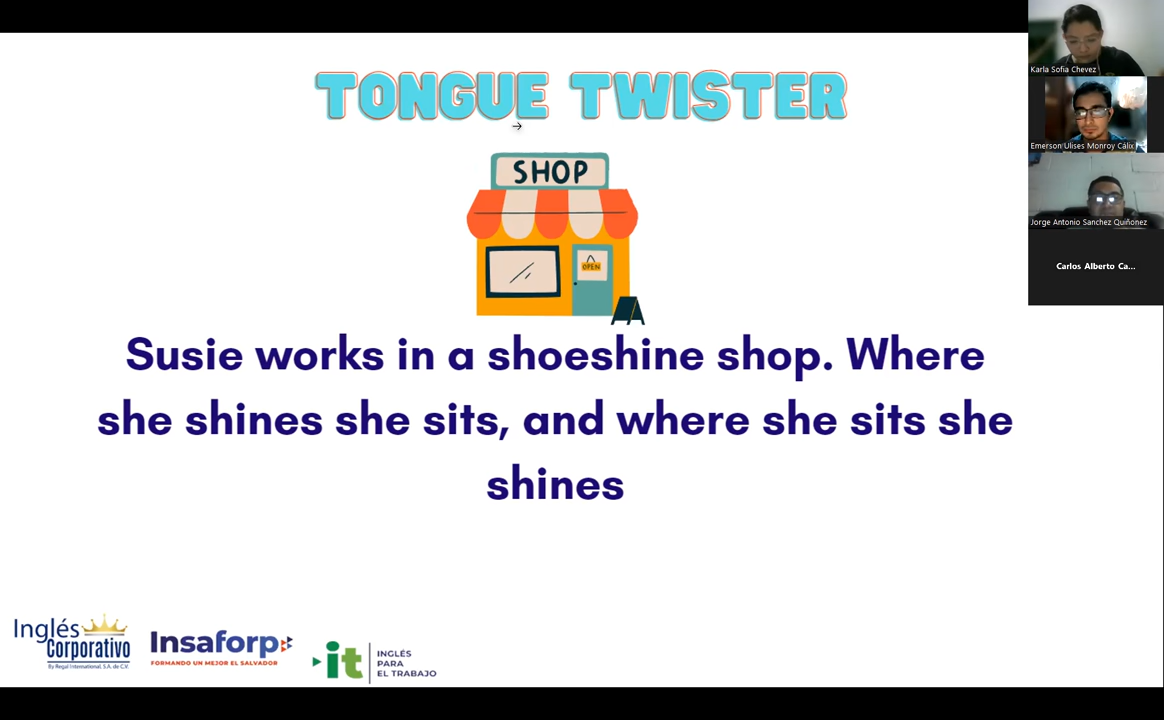 TONGUE TWISTER
SHOP
OPEN
Susie works in a shoeshine shop. Where
she shines she sits, and where she sits she
shines
Inglés
Corporativo
By Regal International, S.A. de C.V.
Insaforp
FORMANDO UN MEJOR EL SALVADOR
it
INGLÉS
PARA
EL TRABAJO
Karla Sofia Chevez
Emerson Ulises Monroy Cálix
Jorge Antonio Sanchez Quiñonez
Carlos Alberto Ca...